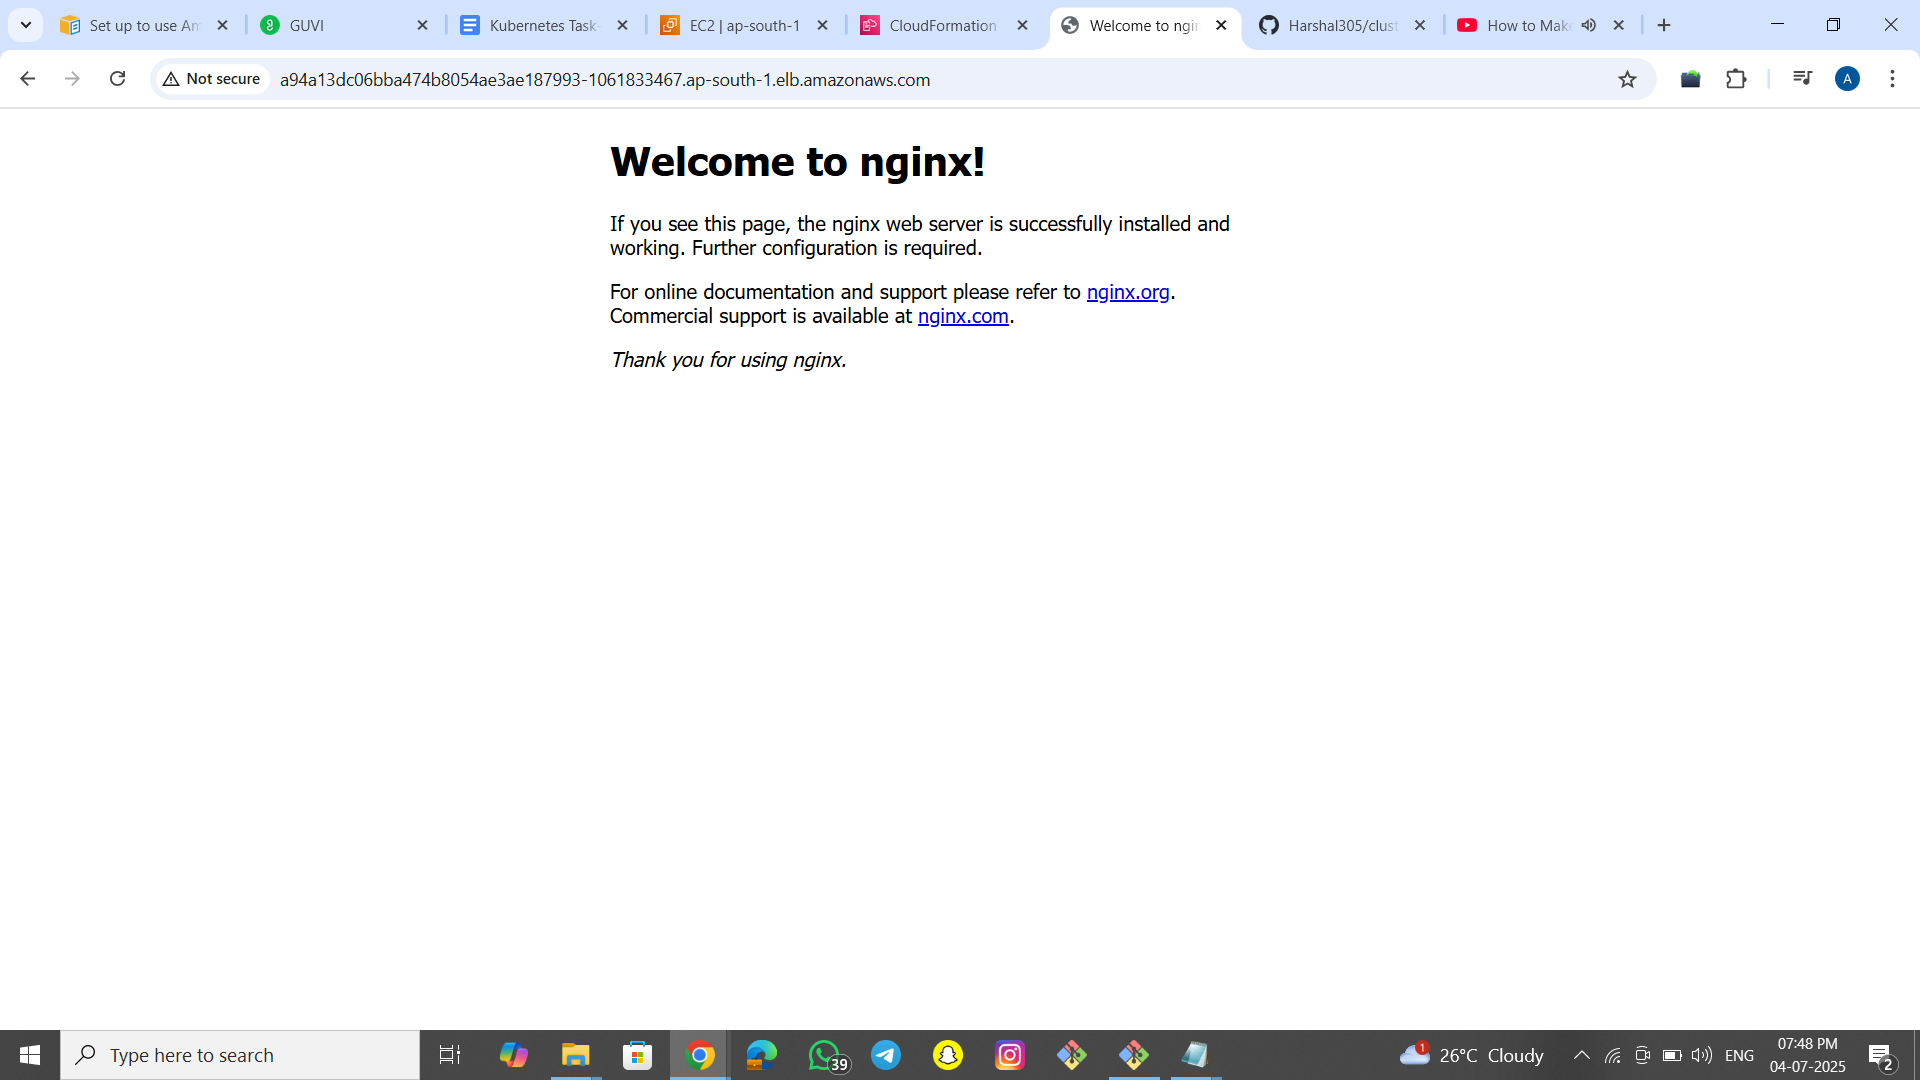 Set up to use Am
GUVI
Kubernetes Task-
EC2 | ap-south-1
CloudFormation
Welcome to ngin
Harshal305/clust
How to Make
Not secure
a94a13dc06bba474b8054ae3ae187993-1061833467.ap-south-1.elb.amazonaws.com
A
Welcome to nginx!
If you see this page, the nginx web server is successfully installed and
working. Further configuration is required.
For online documentation and support please refer to nginx.org.
Commercial support is available at nginx.com.
Thank you for using nginx.
Type here to search
39
1
26°C Cloudy
ENG
07:48 PM
04-07-2025
2